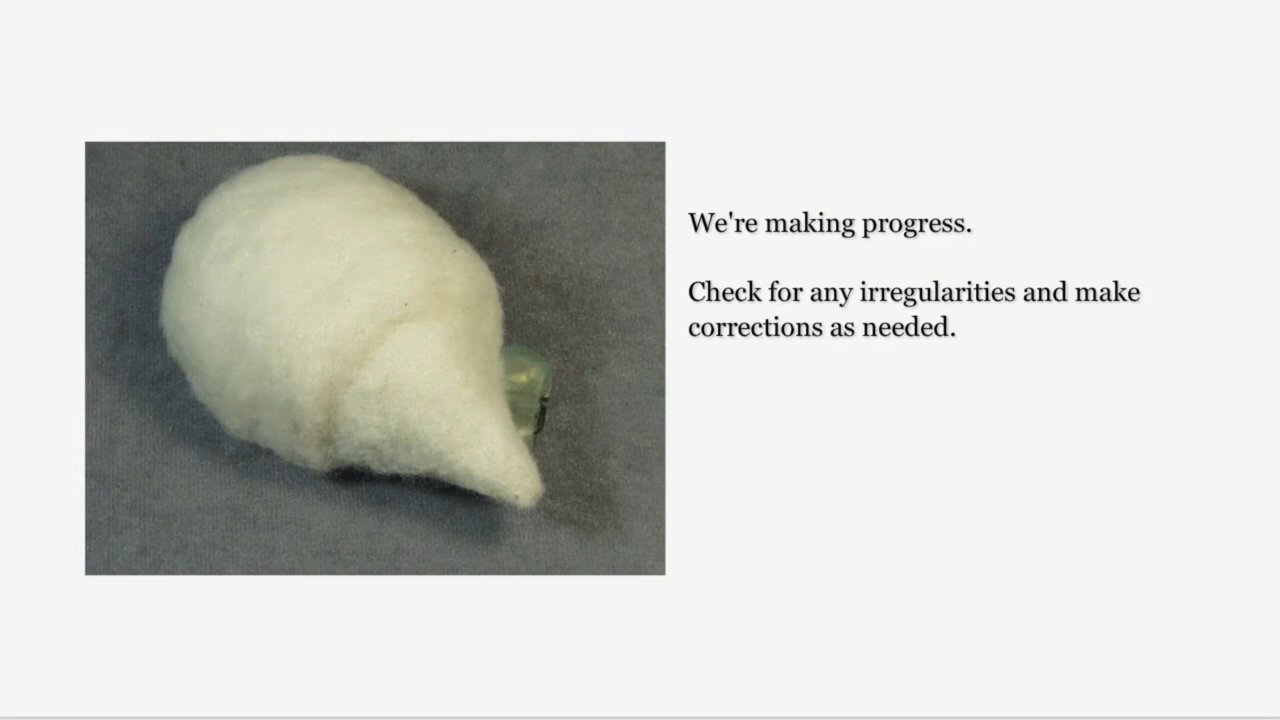 We're making progress.
Check for any irregularities and make
corrections as needed.